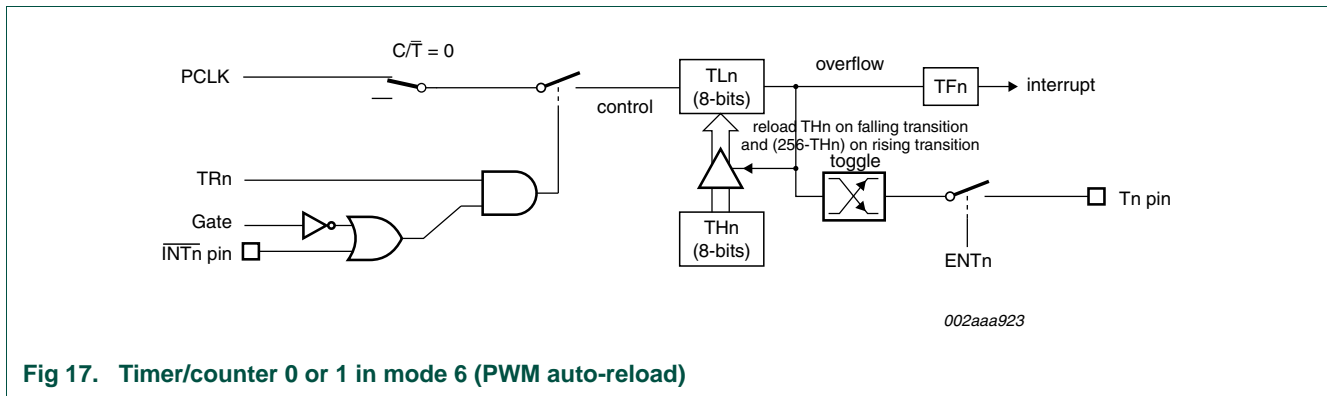 C/T̅ = 0
PCLK
TLn
(8-bits)
overflow
TFn
interrupt
control
reload THn on falling transition
and (256-THn) on rising transition
toggle
TRn
Gate
I̅N̅T̅n̅ pin
THn
(8-bits)
Tn pin
ENTn
002aaa923
Fig 17. Timer/counter 0 or 1 in mode 6 (PWM auto-reload)